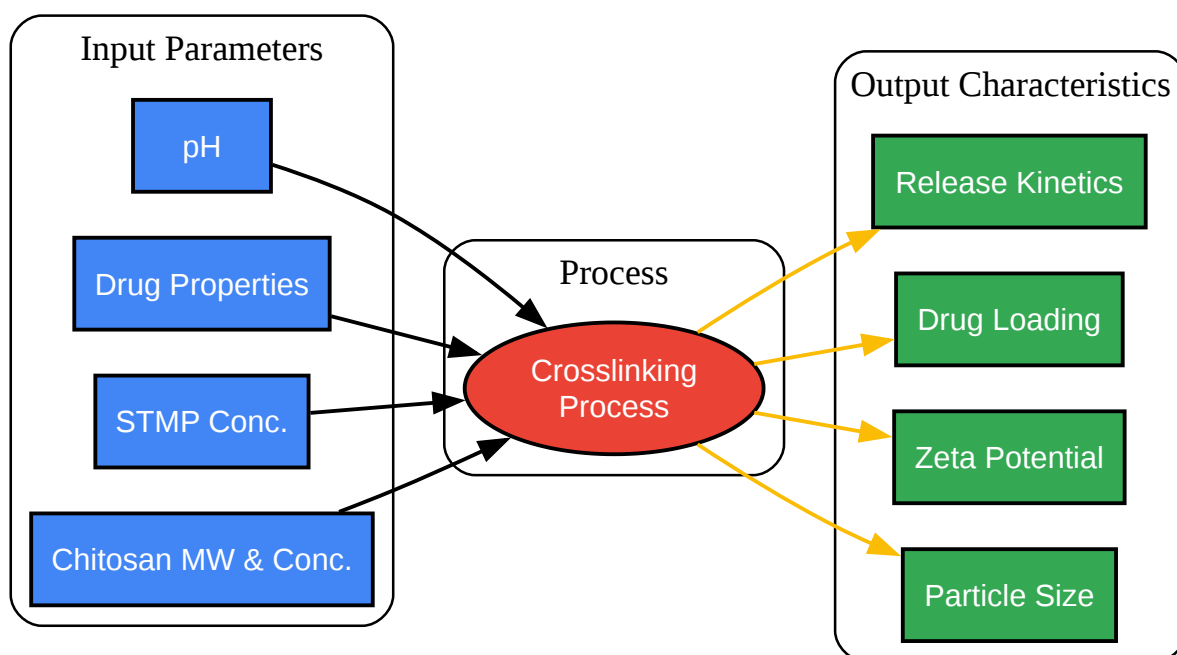 Input Parameters
pH
Drug Properties
STMP Conc.
Chitosan MW & Conc.
Process
Crosslinking
Process
Output Characteristics
Release Kinetics
Drug Loading
Zeta Potential
Particle Size